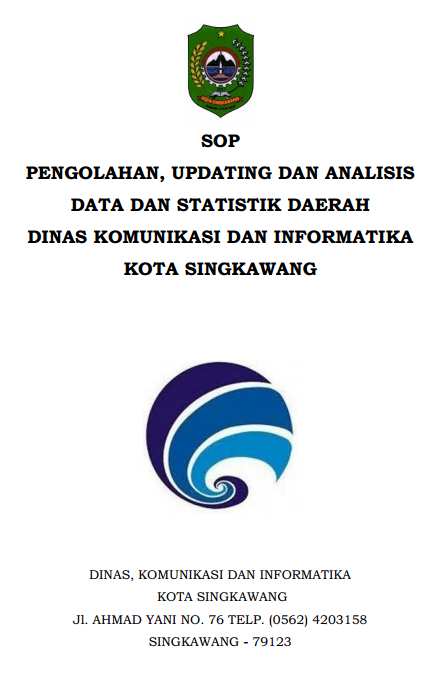 SOP
PENGOLAHAN, UPDATING DAN ANALISIS
DATA DAN STATISTIK DAERAH
DINAS KOMUNIKASI DAN INFORMATIKA
KOTA SINGKAWANG
DINAS, KOMUNIKASI DAN INFORMATIKA
KOTA SINGKAWANG
Jl. AHMAD YANI NO. 76 TELP. (0562) 4203158
SINGKAWANG - 79123